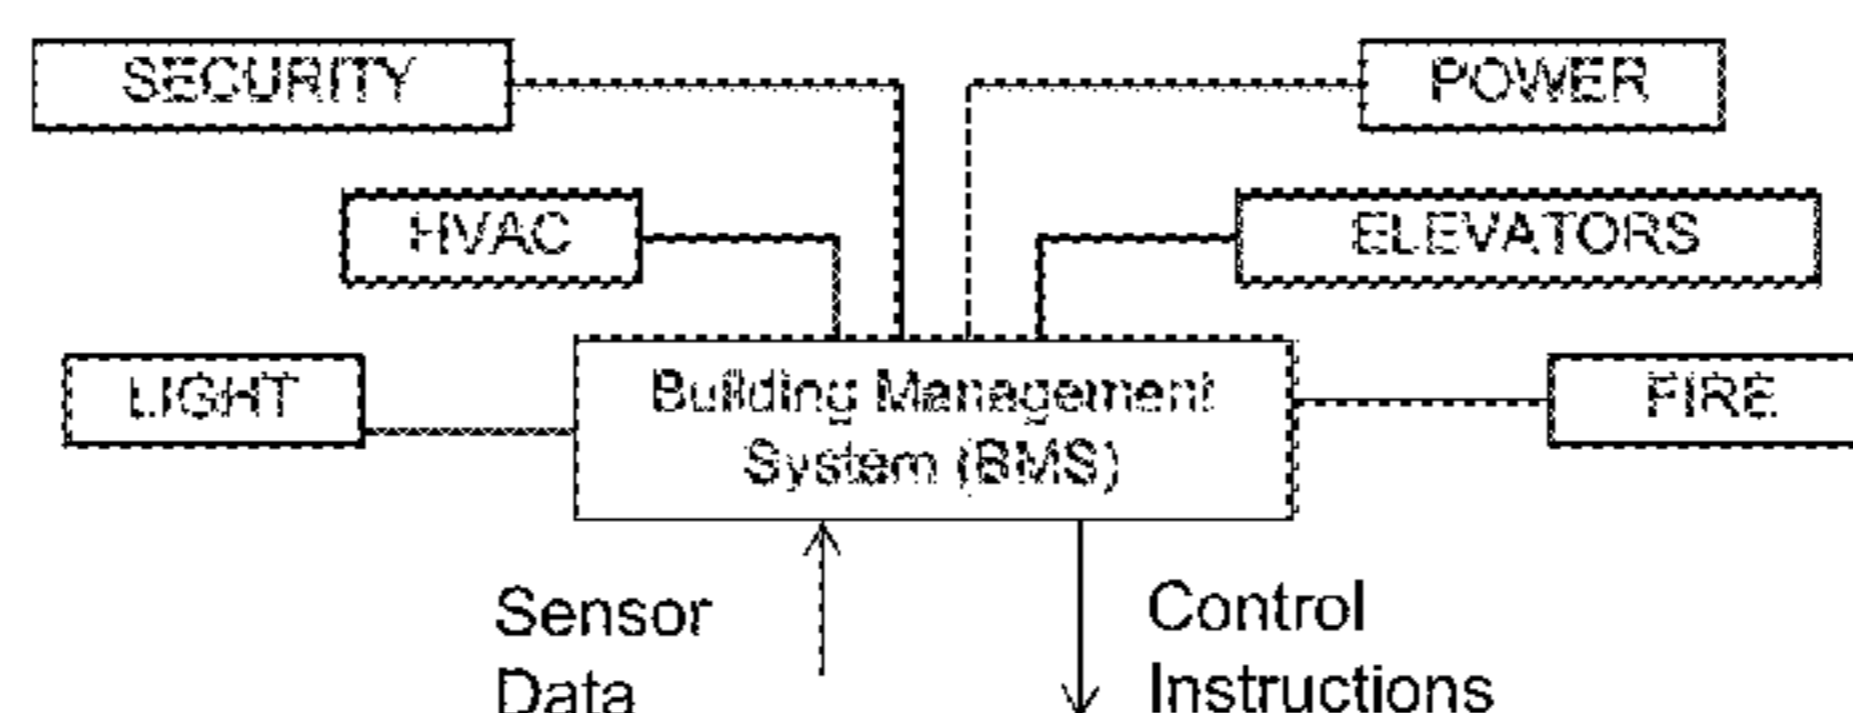 SECURITY
POWER
HVAC
ELEVATORS
LIGHT
Building Management
System (BMS)
FIRE
Sensor
Data
Control
Instructions